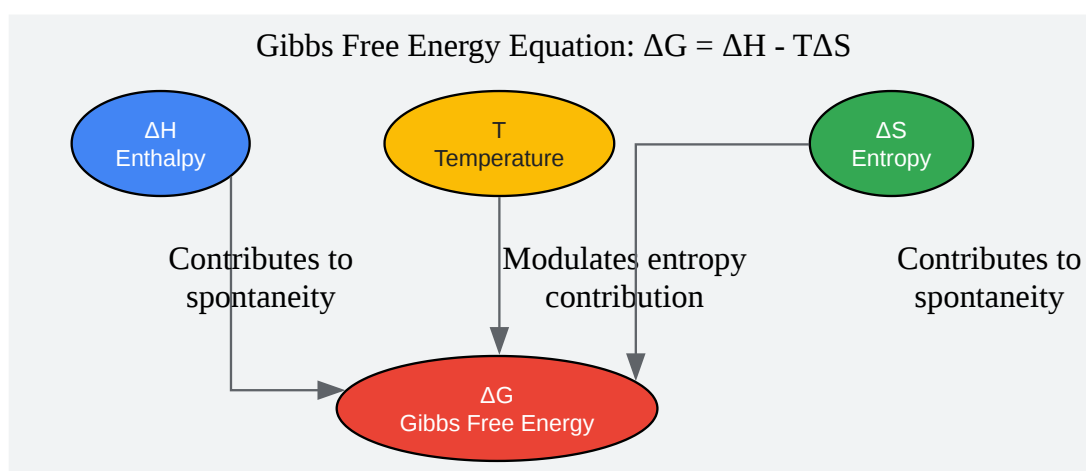 Gibbs Free Energy Equation: ΔG = ΔH - TΔS
ΔH
Enthalpy
T
Temperature
ΔS
Entropy
Contributes to
spontaneity
Modulates entropy
contribution
Contributes to
spontaneity
ΔG
Gibbs Free Energy